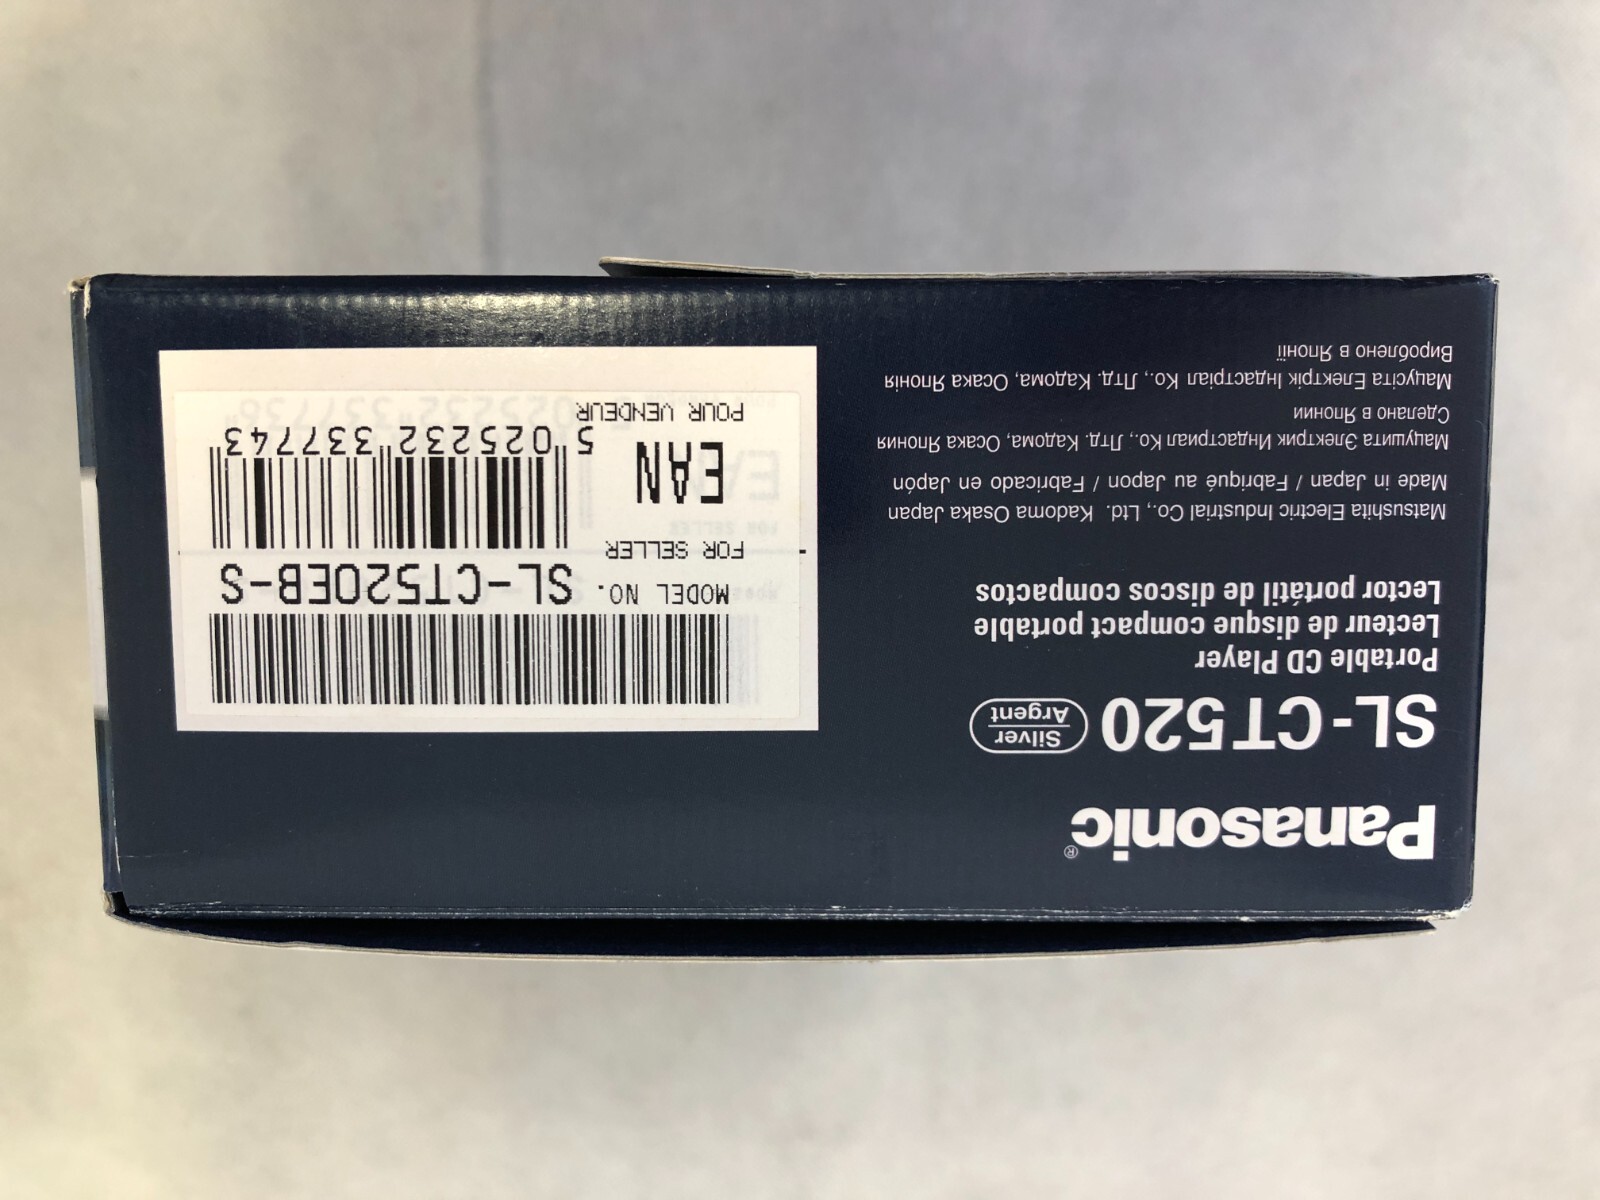 Panasonic®
SL-CT520 Silver Argent
Portable CD Player
Lecteur de disque compact portable
Lector portátil de discos compactos
Matsushita Electric Industrial Co., Ltd. Kadoma Osaka Japan
Made in Japan / Fabriqué au Japon / Fabricado en Japón
Мацушита Электрик Индастриал Ко., Лтд. Кадома, Осака Япония
Сделано в Японии
Мацусіта Електрік Індастріал Ко., Лтд. Кадома, Осака Японія
Вироблено в Японії
MODEL NO. SL-CT520EB-S
FOR SELLER
EAN
POUR VENDEUR
5 025232 337743